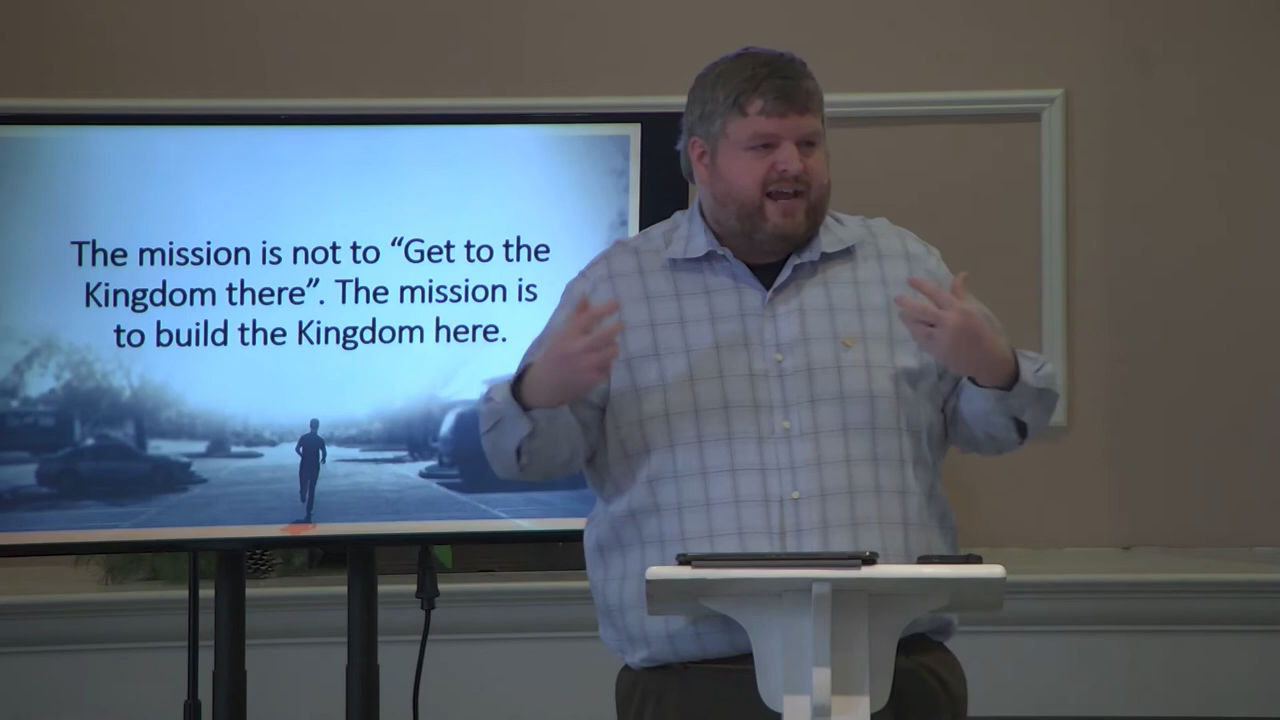 The mission is not to “Get to the
Kingdom there”. The mission is
to build the Kingdom here.